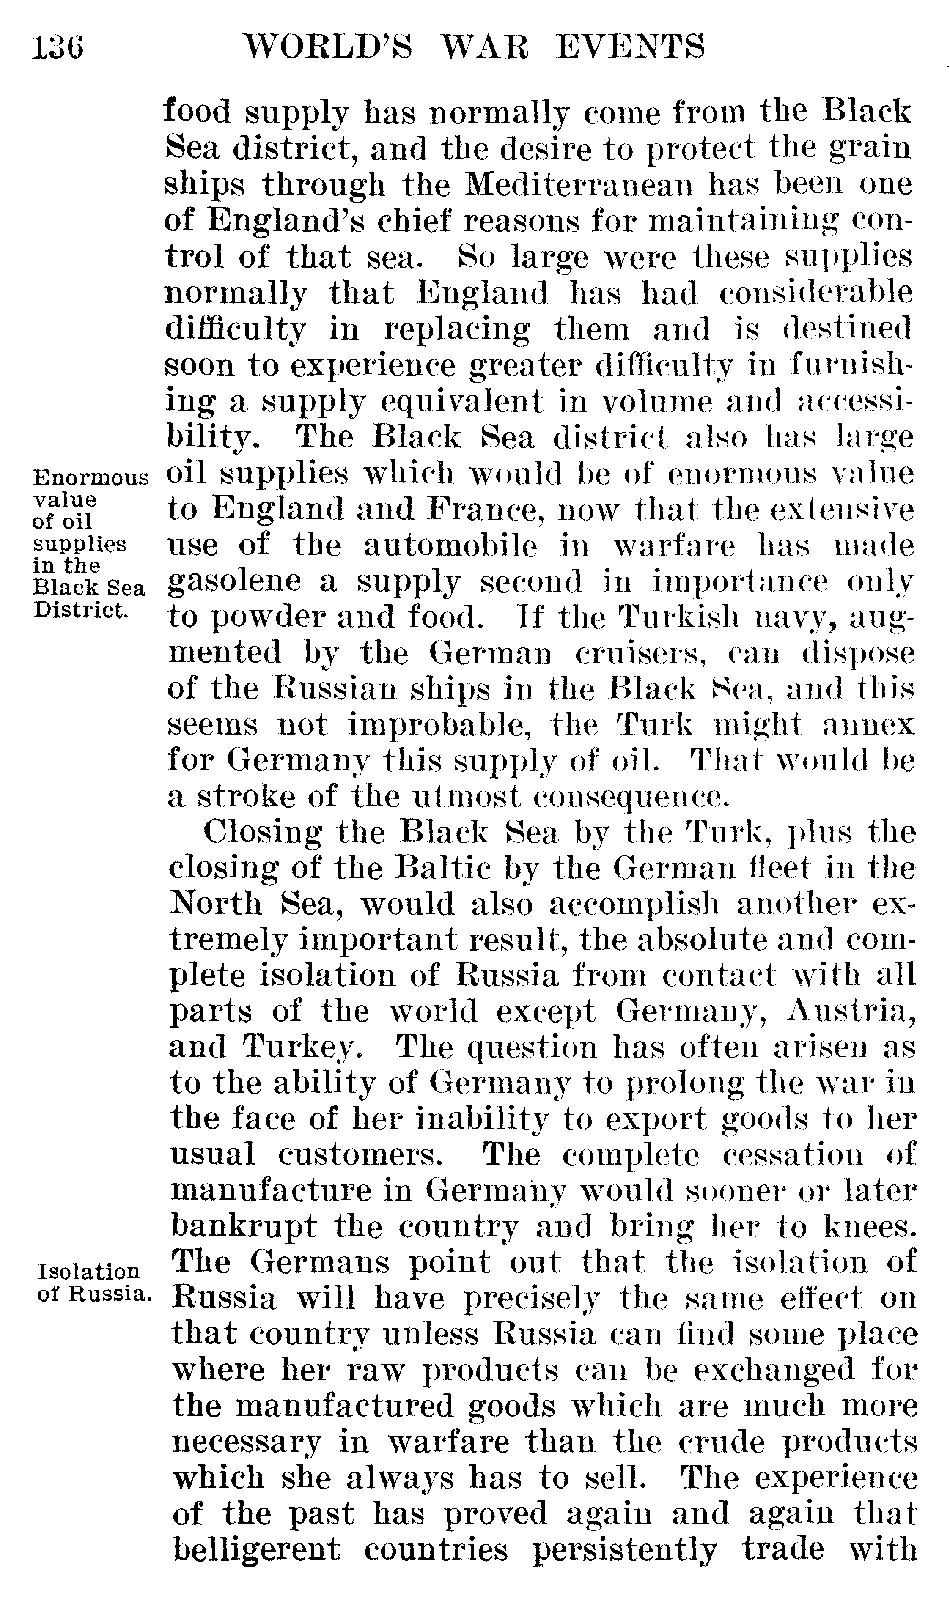 136 WORLD'S WAR EVENTS
food supply has normally come from the Black
Sea district, and the desire to protect the grain
ships through the Mediterranean has been one
of England's chief reasons for maintaining con-
trol of that sea. So large were these supplies
normally that England has had considerable
difficulty in replacing them and is destined
soon to experience greater difficulty in furnish-
ing a supply equivalent in volume and accessi-
bility. The Black Sea district also has large
Enormous
value
of oil
supplies
in the
Black Sea
District.
oil supplies which would be of enormous value
to England and France, now that the extensive
use of the automobile in warfare has made
gasolene a supply second in importance only
to powder and food. If the Turkish navy, aug-
mented by the German cruisers, can dispose
of the Russian ships in the Black Sea, and this
seems not improbable, the Turk might annex
for Germany this supply of oil. That would be
a stroke of the utmost consequence.
Closing the Black Sea by the Turk, plus the
closing of the Baltic by the German fleet in the
North Sea, would also accomplish another ex-
tremely important result, the absolute and com-
plete isolation of Russia from contact with all
parts of the world except Germany, Austria,
and Turkey. The question has often arisen as
to the ability of Germany to prolong the war in
the face of her inability to export goods to her
usual customers. The complete cessation of
manufacture in Germany would sooner or later
bankrupt the country and bring her to knees.
Isolation
of Russia.
The Germans point out that the isolation of
Russia will have precisely the same effect on
that country unless Russia can find some place
where her raw products can be exchanged for
the manufactured goods which are much more
necessary in warfare than the crude products
which she always has to sell. The experience
of the past has proved again and again that
belligerent countries persistently trade with